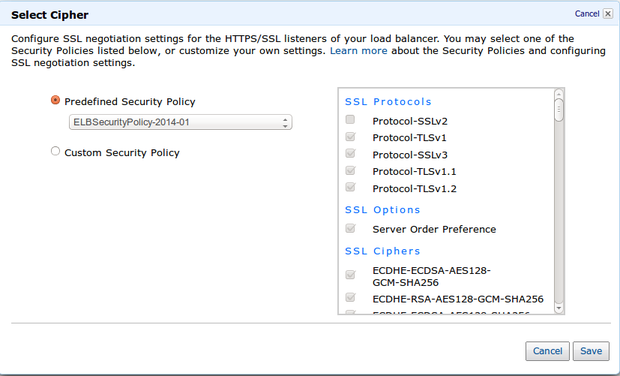 Select Cipher
Cancel
Configure SSL negotiation settings for the HTTPS/SSL listeners of your load balancer. You may select one of the
Security Policies listed below, or customize your own settings. Learn more about the Security Policies and configuring
SSL negotiation settings.
Predefined Security Policy
ELBSecurityPolicy-2014-01
Custom Security Policy
SSL Protocols
Protocol-SSLv2
Protocol-TLSv1
Protocol-SSLv3
Protocol-TLSv1.1
Protocol-TLSv1.2
SSL Options
Server Order Preference
SSL Ciphers
ECDHE-ECDSA-AES128-
GCM-SHA256
ECDHE-RSA-AES128-GCM-SHA256
ECDHE-ECDSA-AES128-SHA256
Cancel
Save